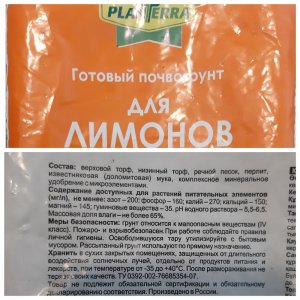 PLANTERRA
Готовый почвогрунт
ДЛЯ
ЛИМОНОВ
Состав: верховой торф, низинный торф, речной песок, перлит,
известняковая (доломитовая) мука, комплексное минеральное
удобрение с микроэлементами.
Содержание доступных для растений питательных элементов
(мг/л), не менее: азот - 200; фосфор - 160; калий - 270; кальций - 150;
магний - 145; гуминовые вещества - 35. pH водного раствора - 5,5-6,5.
Массовая доля влаги - не более 65%.
Меры безопасности: грунт относится к малоопасным веществам (IV
класс). Пожаро- и взрывобезопасен. При работе соблюдайте правила
личной гигиены. Освободившуюся тару утилизируйте с бытовым
мусором. Рассыпанный грунт используют по прямому назначению.
Хранить в сухих закрытых помещениях, защищенных от длительного
воздействия солнечных лучей, отдельно от продуктов питания и
лекарств, при температуре от -35 до +40°С. После размораживания не
теряет свои качеств. ТУ 0392-002-76685354-07.
Товар не подлежит обязательной сертификации и обязательному
декларированию соответствия. Произведено в России.